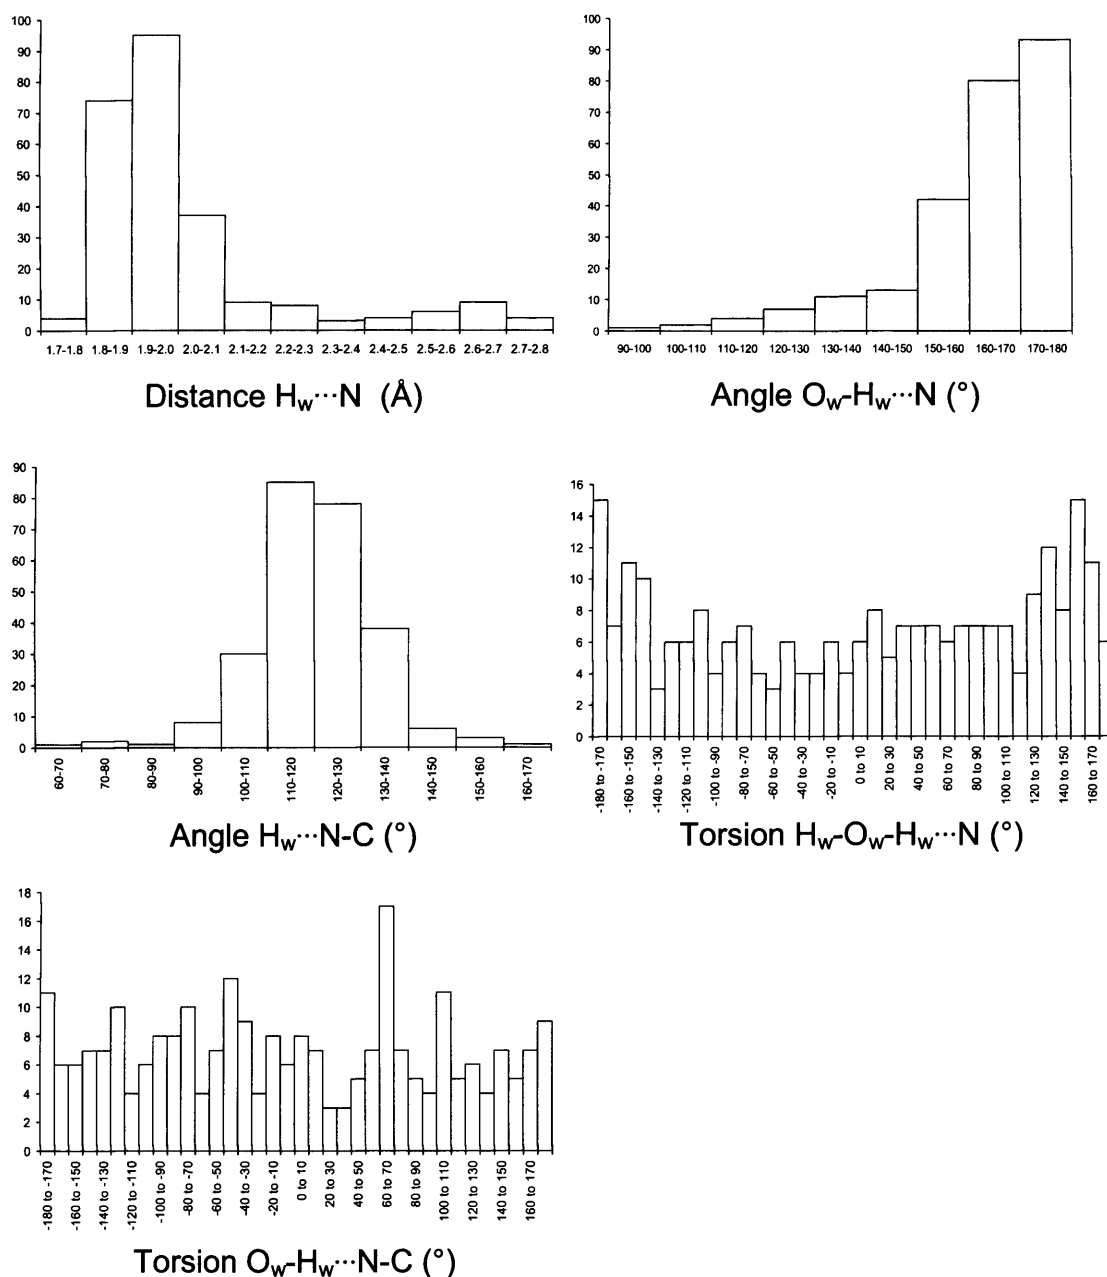 100
90
80
70
60
50
40
30
20
10
0
1.7-1.8 1.8-1.9 1.9-2.0 2.0-2.1 2.1-2.2 2.2-2.3 2.3-2.4 2.4-2.5 2.5-2.6 2.6-2.7 2.7-2.8
Distance Hw···N (Å)
100
90
80
70
60
50
40
30
20
10
0
90-100 100-110 110-120 120-130 130-140 140-150 150-160 160-170 170-180
Angle Ow-Hw···N (°)
90
80
70
60
50
40
30
20
10
0
60-70 70-80 80-90 90-100 100-110 110-120 120-130 130-140 140-150 150-160 160-170
Angle Hw···N-C (°)
16
14
12
10
8
6
4
2
0
-180 to -170
-160 to -150
-140 to -130
-120 to -110
-100 to -90
-80 to -70
-60 to -50
-40 to -30
-20 to -10
0 to 10
20 to 30
40 to 50
60 to 70
80 to 90
100 to 110
120 to 130
140 to 150
160 to 170
Torsion Hw-Ow-Hw···N (°)
18
16
14
12
10
8
6
4
2
0
-180 to -170
-160 to -150
-140 to -130
-120 to -110
-100 to -90
-80 to -70
-60 to -50
-40 to -30
-20 to -10
0 to 10
20 to 30
40 to 50
60 to 70
80 to 90
100 to 110
120 to 130
140 to 150
160 to 170
Torsion Ow-Hw···N-C (°)